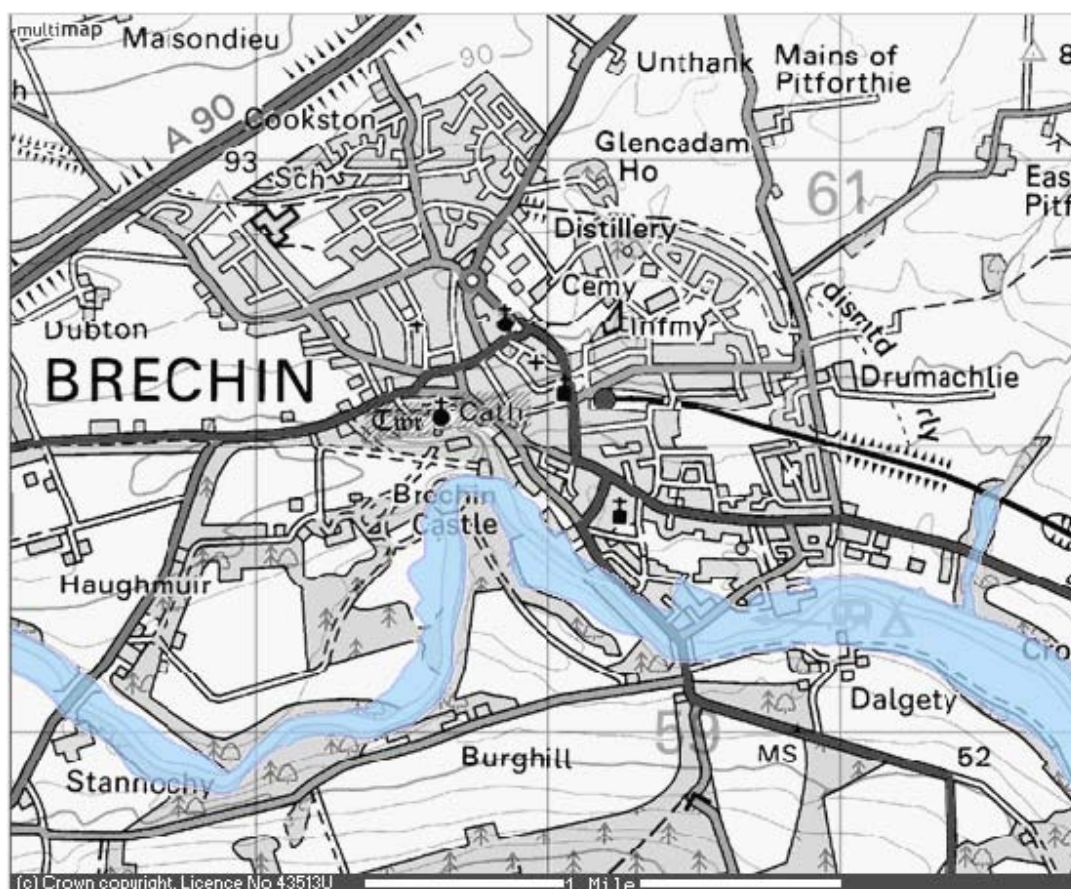 multimap
Maisondieu
A 90
90
Unthank
Mains of
Pitforthie
8
h
Cookston
93
Sch
Glencadam
Ho
61
Eas
Pitf
Distillery
Cemy
Infmy
Dubton
dismtd
rly
BRECHIN
Drumachlie
Twr
Cath
Brechin
Castle
Haughmuir
Cro
Dalgety
59
Burghill
MS
52
Stannochy
(c) Crown copyright. Licence No 43513U
1 Mile